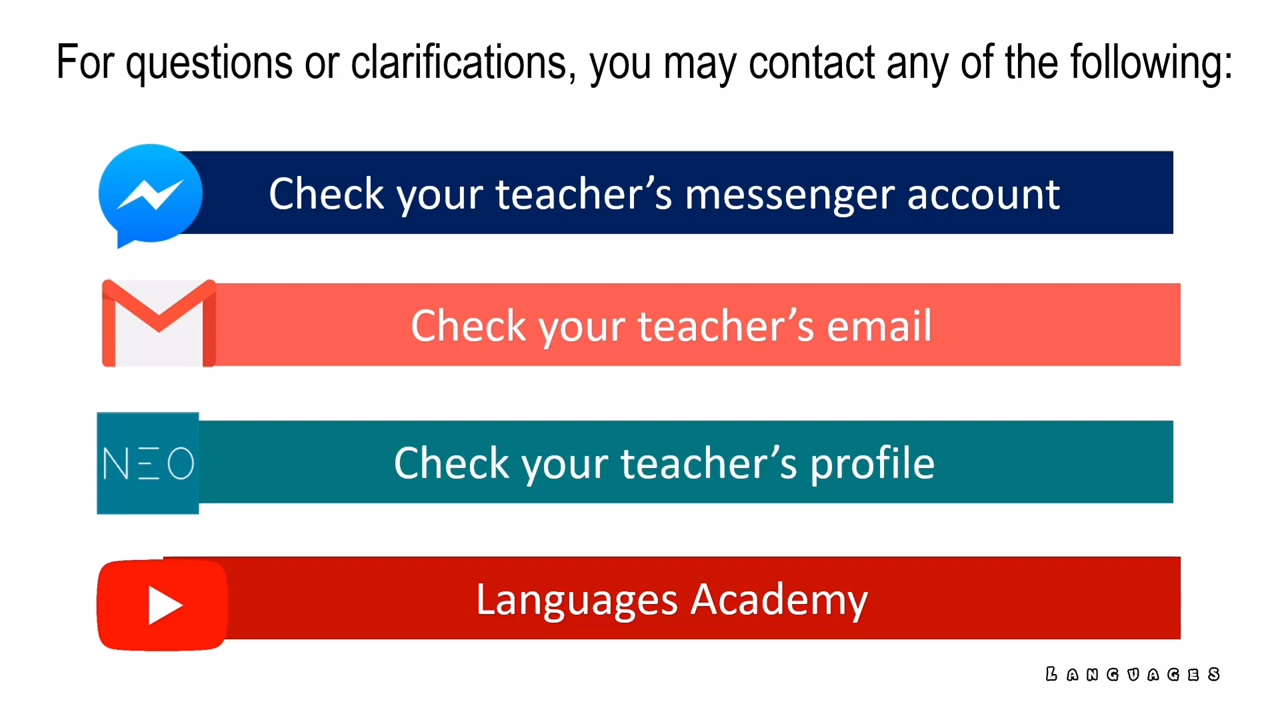 For questions or clarifications, you may contact any of the following:
Check your teacher’s messenger account
Check your teacher’s email
NEO
Check your teacher’s profile
Languages Academy
LANGUAGES